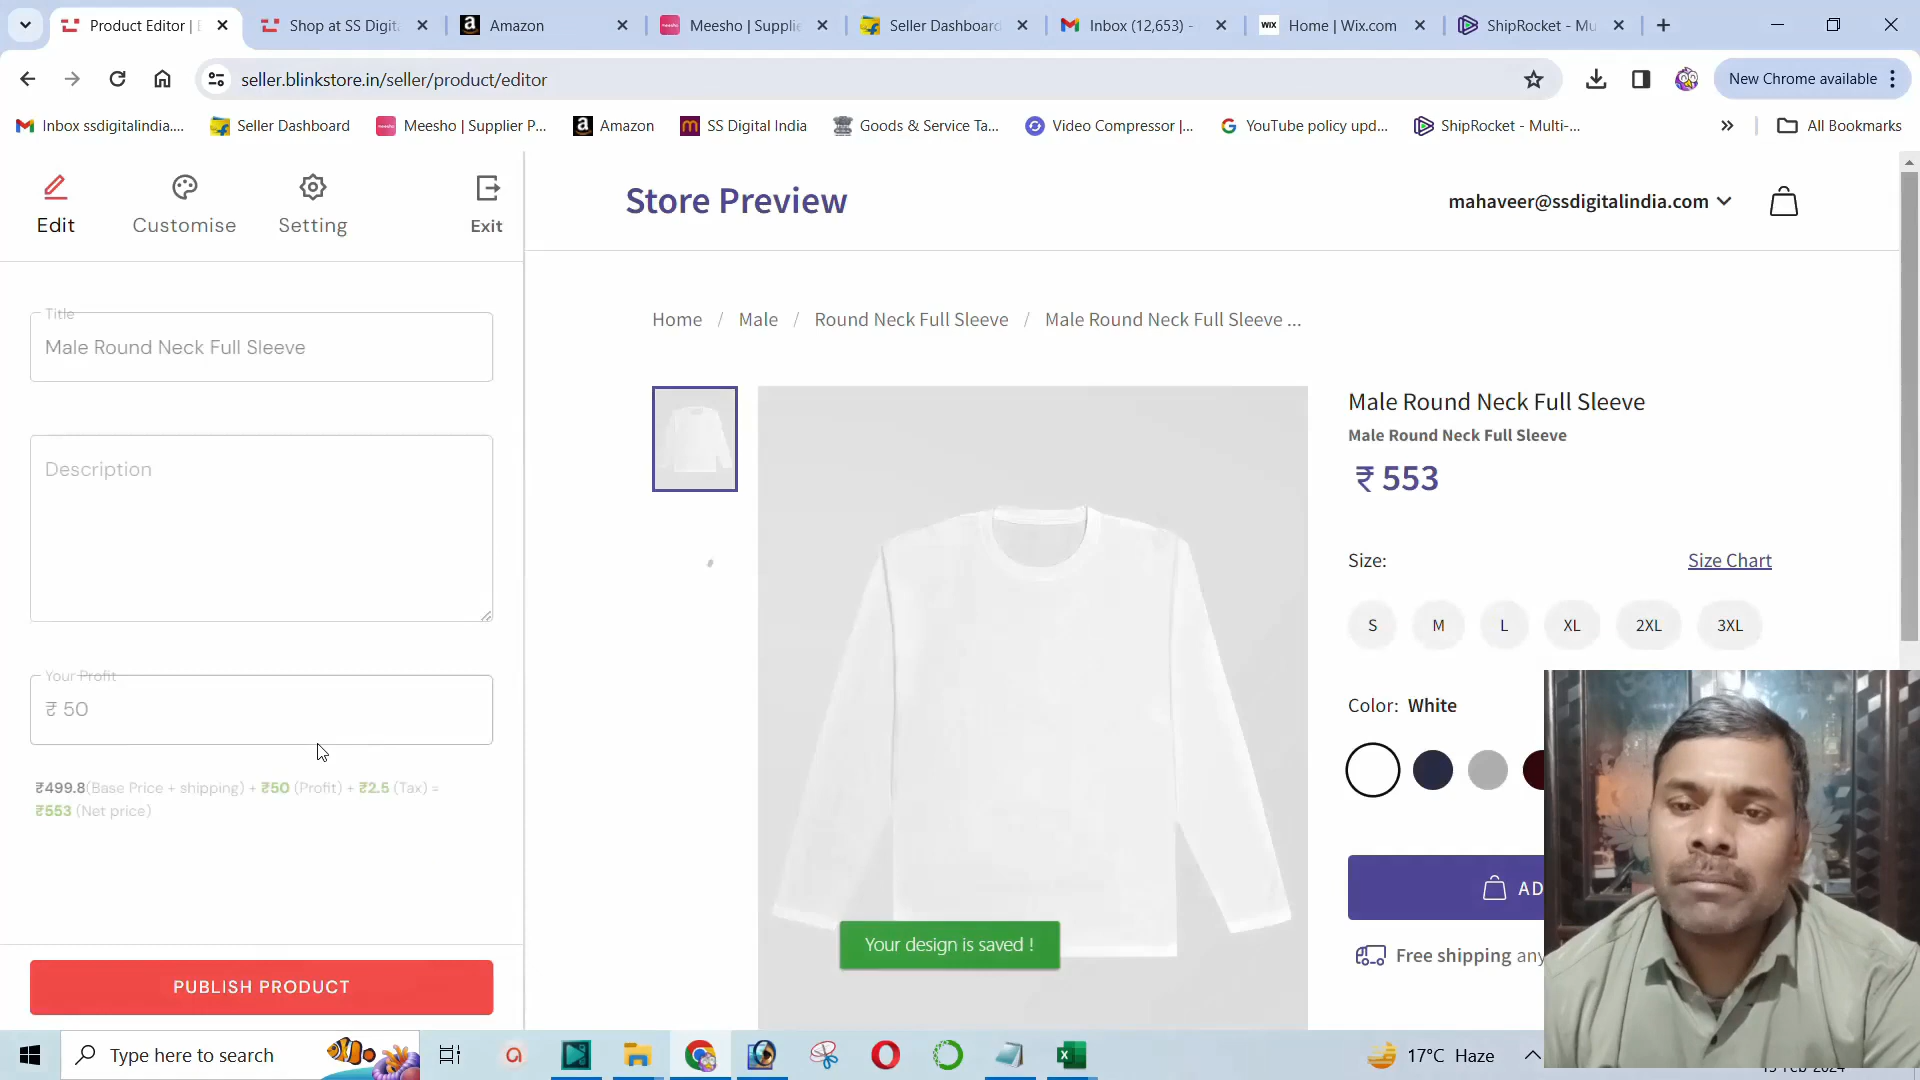 Product Editor |
Shop at SS Digita
Amazon
Meesho | Supplie
Seller Dashboard
Inbox (12,653) -
WIX
Home | Wix.com
ShipRocket - Mu
seller.blinkstore.in/seller/product/editor
New Chrome available
Inbox ssdigitalindia....
Seller Dashboard
Meesho | Supplier P...
Amazon
SS Digital India
Goods & Service Ta...
Video Compressor |...
YouTube policy upd...
ShipRocket - Multi-...
All Bookmarks
Edit
Customise
Setting
Exit
Store Preview
mahaveer@ssdigitalindia.com
Home / Male / Round Neck Full Sleeve / Male Round Neck Full Sleeve ...
Title
Male Round Neck Full Sleeve
Description
Your Profit
₹ 50
₹499.8(Base Price + shipping) + ₹50 (Profit) + ₹2.5 (Tax) =
₹553 (Net price)
PUBLISH PRODUCT
Male Round Neck Full Sleeve
Male Round Neck Full Sleeve
₹ 553
Size:
Size Chart
S
M
L
XL
2XL
3XL
Color: White
AD
Free shipping any
Your design is saved !
Type here to search
17°C Haze